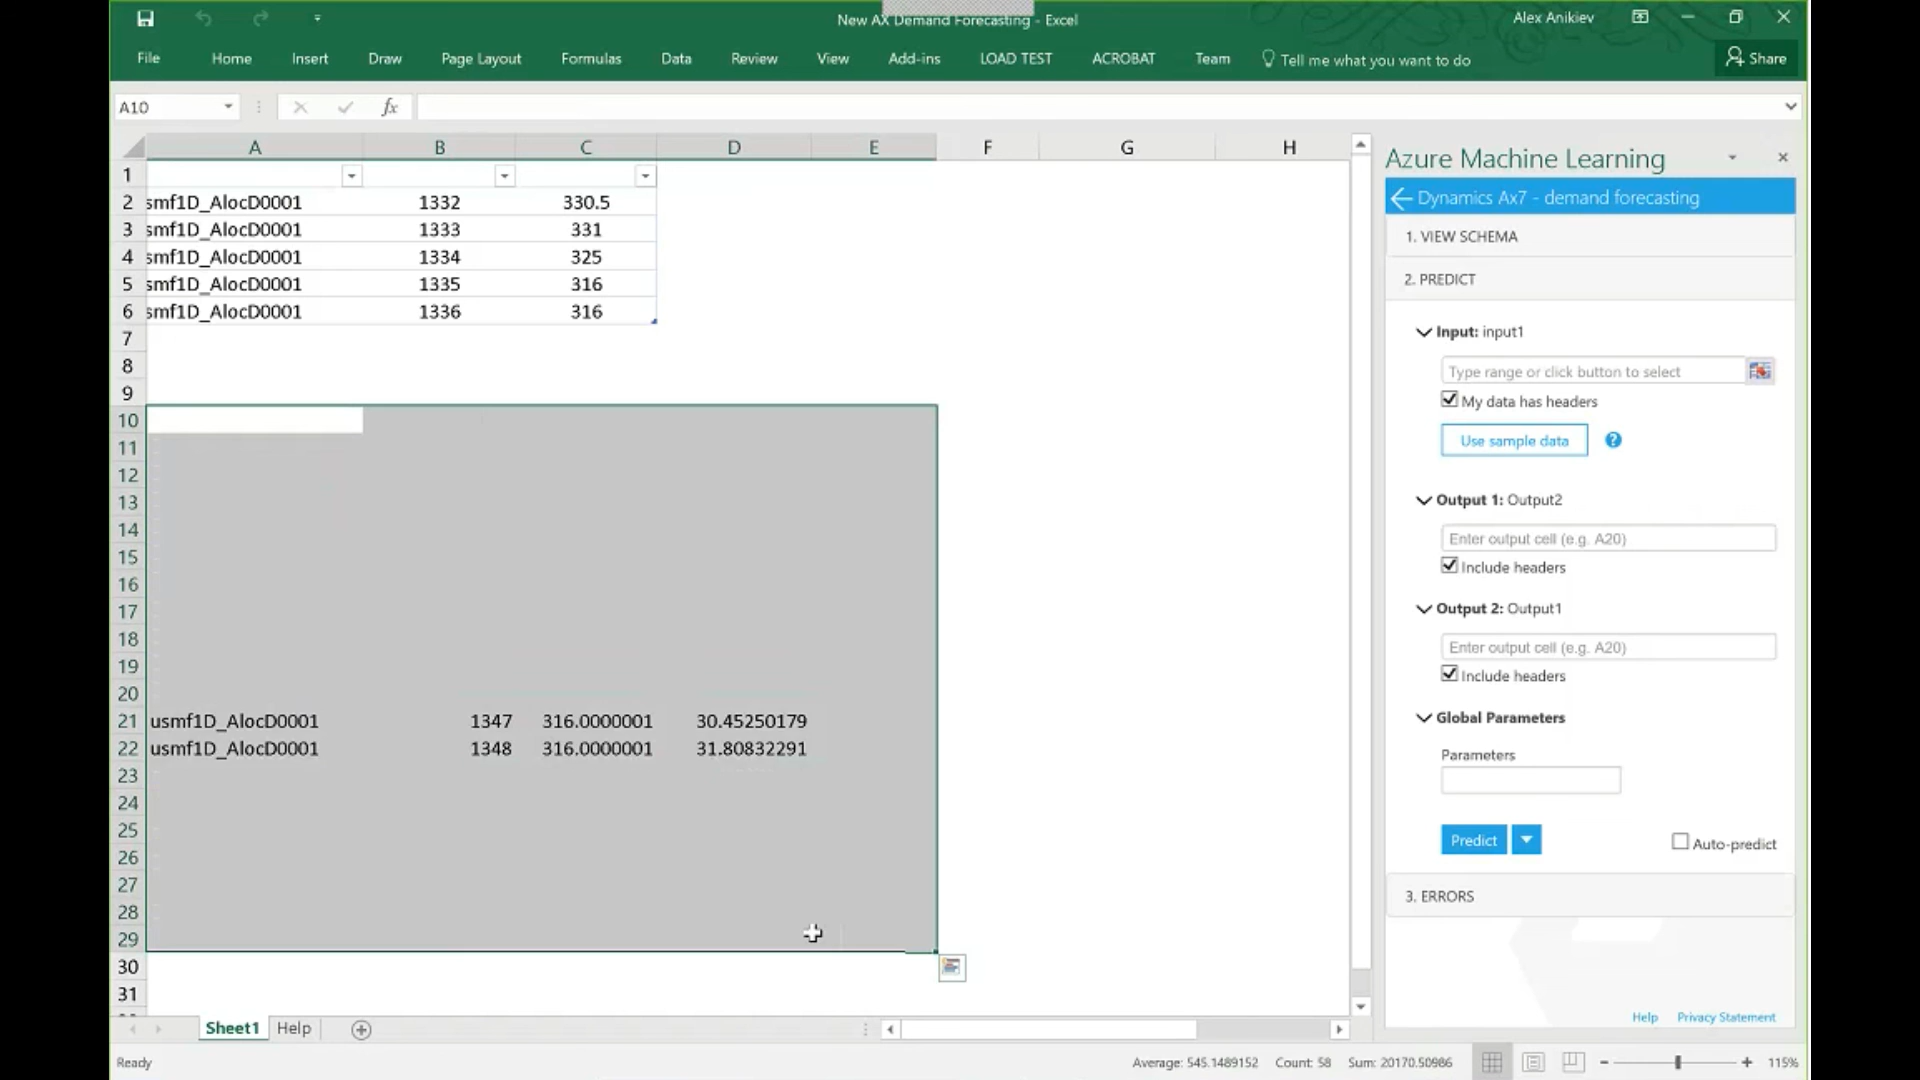 New AX Demand Forecasting - Excel
Alex Anikiev
File Home Insert Draw Page Layout Formulas Data Review View Add-ins LOAD TEST ACROBAT Team Tell me what you want to do Share
A10 fx
A B C D E F G H
1
2 smf1D_AlocD0001 1332 330.5
3 smf1D_AlocD0001 1333 331
4 smf1D_AlocD0001 1334 325
5 smf1D_AlocD0001 1335 316
6 smf1D_AlocD0001 1336 316
7
8
9
10
11
12
13
14
15
16
17
18
19
20
21 usmf1D_AlocD0001 1347 316.0000001 30.45250179
22 usmf1D_AlocD0001 1348 316.0000001 31.80832291
23
24
25
26
27
28
29
30
31
Azure Machine Learning
Dynamics Ax7 - demand forecasting
1. VIEW SCHEMA
2. PREDICT
Input: input1
Type range or click button to select
My data has headers
Use sample data ?
Output 1: Output2
Enter output cell (e.g. A20)
Include headers
Output 2: Output1
Enter output cell (e.g. A20)
Include headers
Global Parameters
Parameters
Predict Auto-predict
3. ERRORS
Help Privacy Statement
Sheet1 Help
Ready Average: 545.1489152 Count: 58 Sum: 20170.50986 115%